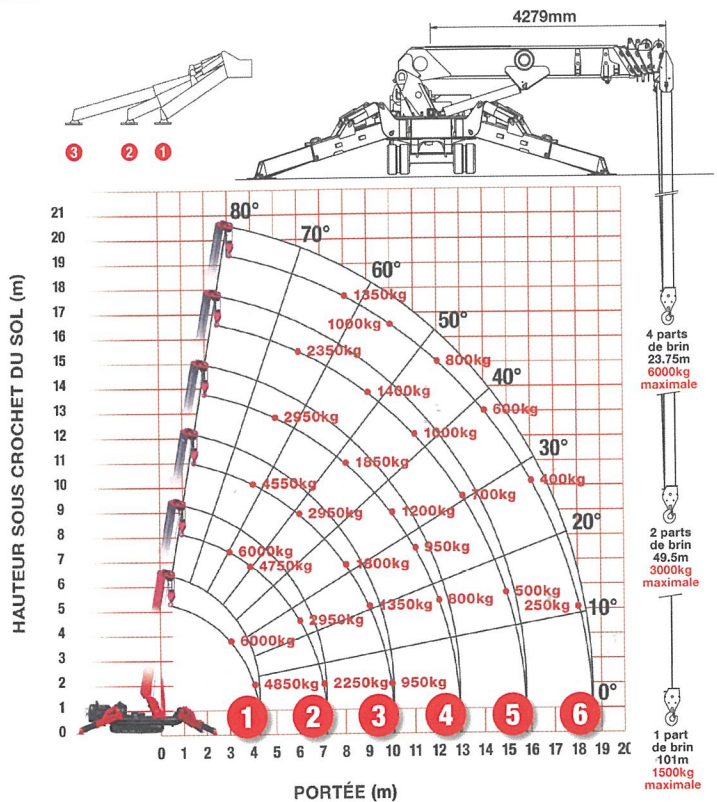 4279mm
3
2
1
21
20
19
18
17
16
15
14
13
12
11
10
9
8
7
6
5
4
3
2
1
0
HAUTEUR SOUS CROCHET DU SOL (m)
80°
70°
60°
50°
40°
30°
20°
10°
0°
1350kg
1000kg
2350kg
800kg
1400kg
600kg
2950kg
1000kg
1850kg
400kg
4550kg
700kg
2950kg
1200kg
6000kg
950kg
4750kg
1800kg
1350kg
800kg
500kg
250kg
2950kg
6000kg
4850kg
2250kg
950kg
1
2
3
4
5
6
0 1 2 3 4 5 6 7 8 9 10 11 12 13 14 15 16 17 18 19 20
PORTÉE (m)
4 parts
de brin
23.75m
6000kg
maximale
2 parts
de brin
49.5m
3000kg
maximale
1 part
de brin
101m
1500kg
maximale